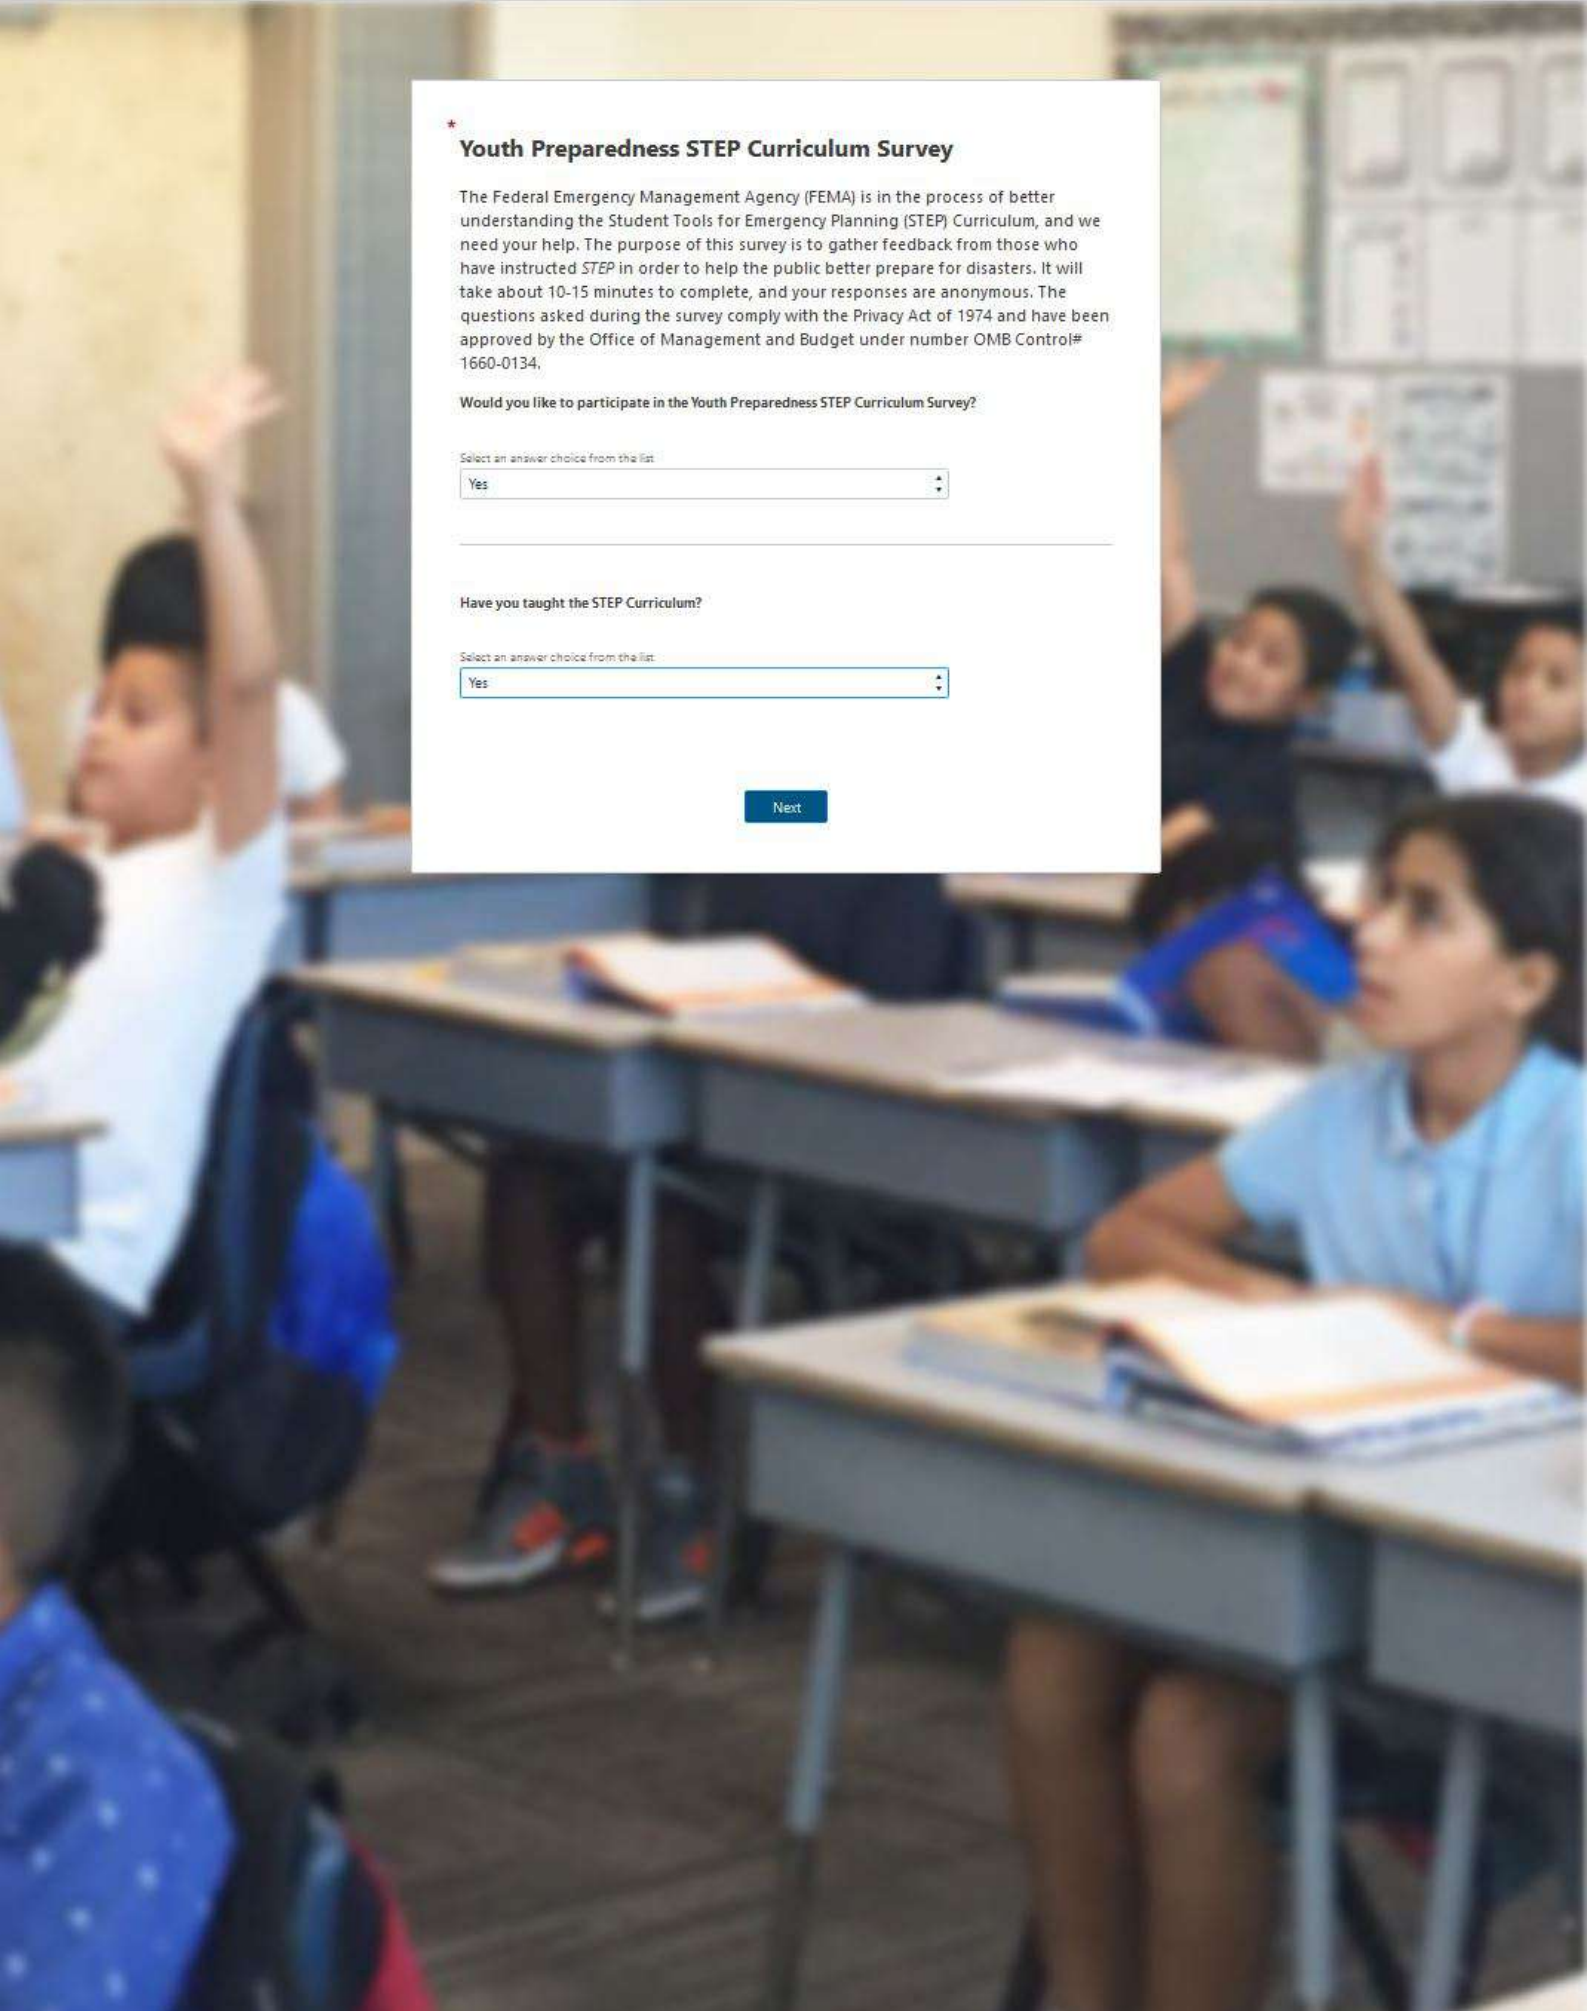 *
Youth Preparedness STEP Curriculum Survey
The Federal Emergency Management Agency (FEMA) is in the process of better
understanding the Student Tools for Emergency Planning (STEP) Curriculum, and we
need your help. The purpose of this survey is to gather feedback from those who
have instructed STEP in order to help the public better prepare for disasters. It will
take about 10-15 minutes to complete, and your responses are anonymous. The
questions asked during the survey comply with the Privacy Act of 1974 and have been
approved by the Office of Management and Budget under number OMB Control#
1660-0134.
Would you like to participate in the Youth Preparedness STEP Curriculum Survey?
Select an answer choice from the list
Yes
Have you taught the STEP Curriculum?
Select an answer choice from the list
Yes
Next